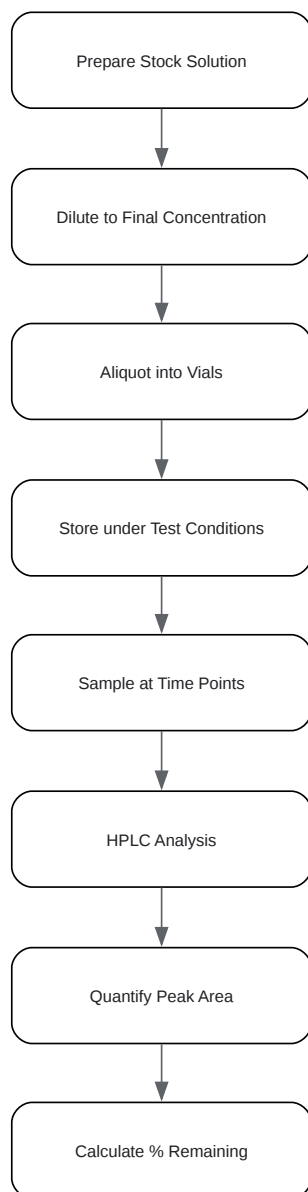 Prepare Stock Solution
Dilute to Final Concentration
Aliquot into Vials
Store under Test Conditions
Sample at Time Points
HPLC Analysis
Quantify Peak Area
Calculate % Remaining